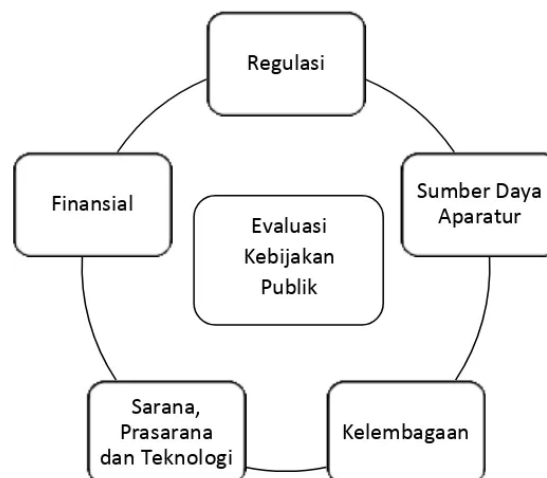 Regulasi
Finansial
Sumber Daya
Aparatur
Evaluasi
Kebijakan
Publik
Sarana,
Prasarana
dan Teknologi
Kelembagaan